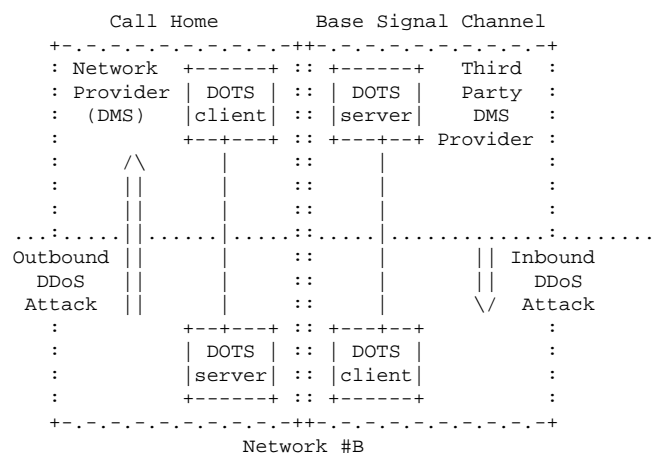 Call Home         Base Signal Channel
    +-.-.-.-.-.-.-.-.-++-.-.-.-.-.-.-.-.-.-+
    : Network  +------+ :: +------+   Third  :
    : Provider | DOTS | :: | DOTS |   Party  :
    :  (DMS)   |client| :: |server|    DMS   :
    :          +--+---+ :: +--+---+ Provider :
    :     /\      |     ::    |              :
    :     ||      |     ::    |              :
    :     ||      |     ::    |              :
...:.....||......|.....::....|..............:........
 Outbound ||      |     ::    |      || Inbound
   DDoS   ||      |     ::    |      ||  DDoS
  Attack  ||      |     ::    |      \/  Attack
    :          +--+---+ :: +--+---+          :
    :          | DOTS | :: | DOTS |          :
    :          |server| :: |client|          :
    :          +------+ :: +------+          :
    +-.-.-.-.-.-.-.-.-++-.-.-.-.-.-.-.-.-.-+
                  Network #B